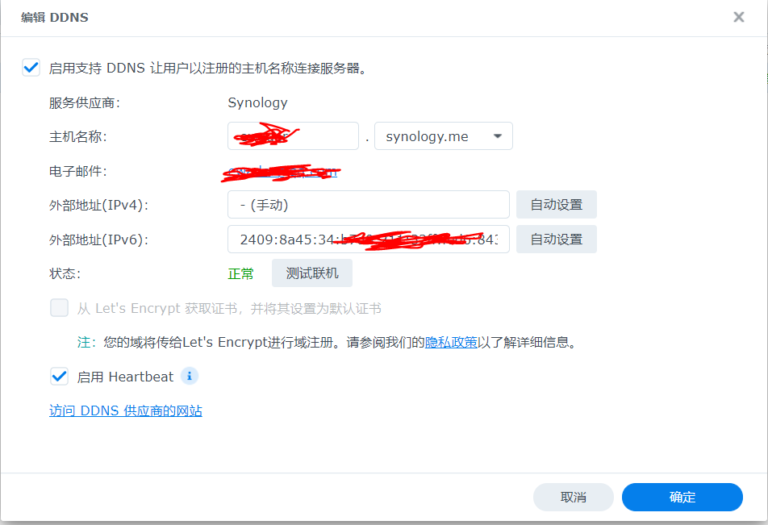 编辑 DDNS
启用支持 DDNS 让用户以注册的主机名称连接服务器。
服务供应商： Synology
主机名称： . synology.me
电子邮件：
外部地址(IPv4)： - (手动) 自动设置
外部地址(IPv6)： 2409:8a45:34: 自动设置
状态： 正常 测试联机
从 Let's Encrypt 获取证书，并将其设置为默认证书
注：您的域将传给Let's Encrypt进行域注册。请参阅我们的隐私政策以了解详细信息。
启用 Heartbeat
访问 DDNS 供应商的网站
取消 确定